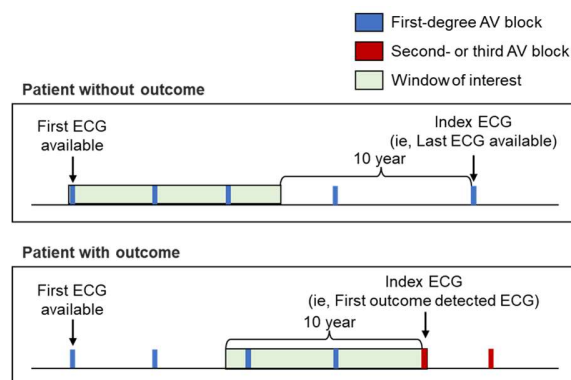 First-degree AV block
Second- or third AV block
Window of interest
Patient without outcome
First ECG
available
Index ECG
(ie, Last ECG available)
10 year
Patient with outcome
First ECG
available
Index ECG
(ie, First outcome detected ECG)
10 year